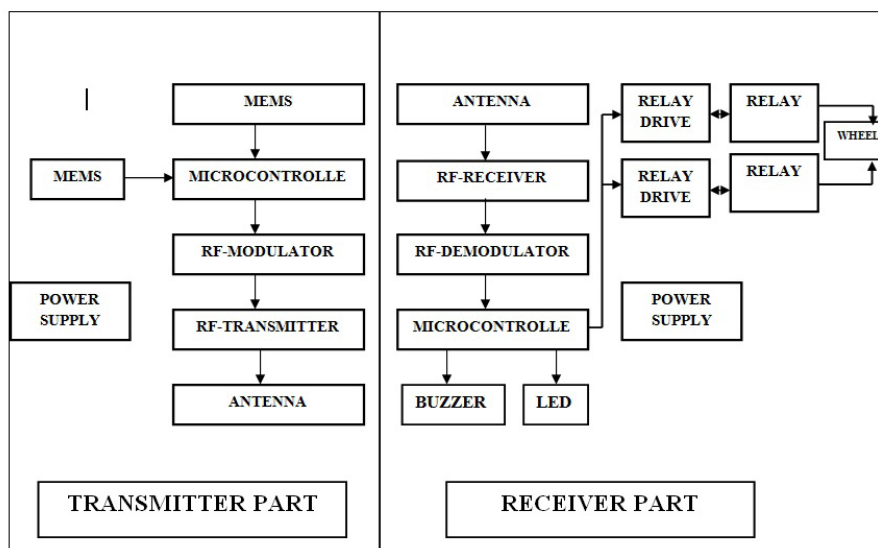 MEMS
MEMS
MICROCONTROLLE
RF-MODULATOR
POWER
SUPPLY
RF-TRANSMITTER
ANTENNA
TRANSMITTER PART
ANTENNA
RF-RECEIVER
RF-DEMODULATOR
MICROCONTROLLE
BUZZER
LED
RELAY
DRIVE
RELAY
WHEEL
RELAY
DRIVE
RELAY
POWER
SUPPLY
RECEIVER PART